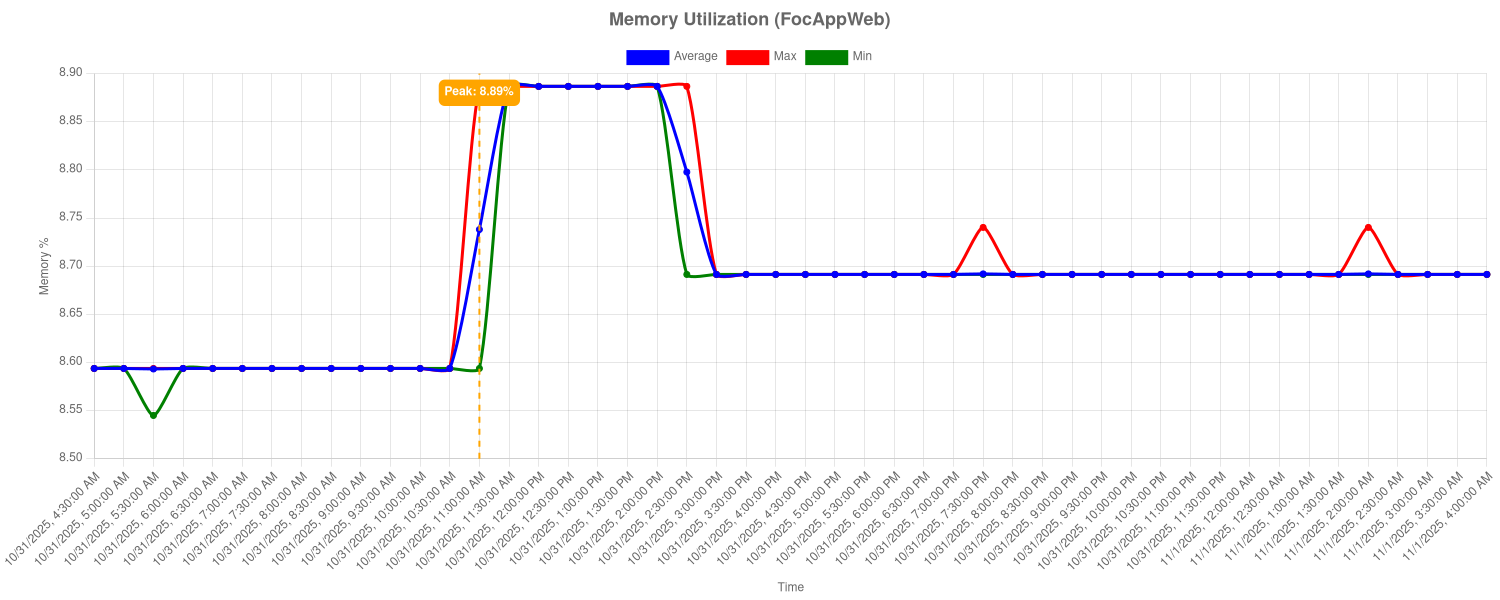 Memory Utilization (FocAppWeb)
Average Max Min
Peak: 8.89%
8.90
8.85
8.80
8.75
8.70
8.65
8.60
8.55
8.50
Memory %
10/31/2025, 4:30:00 AM
10/31/2025, 5:00:00 AM
10/31/2025, 5:30:00 AM
10/31/2025, 6:00:00 AM
10/31/2025, 6:30:00 AM
10/31/2025, 7:00:00 AM
10/31/2025, 7:30:00 AM
10/31/2025, 8:00:00 AM
10/31/2025, 8:30:00 AM
10/31/2025, 9:00:00 AM
10/31/2025, 9:30:00 AM
10/31/2025, 10:00:00 AM
10/31/2025, 10:30:00 AM
10/31/2025, 11:00:00 AM
10/31/2025, 11:30:00 AM
10/31/2025, 12:00:00 PM
10/31/2025, 12:30:00 PM
10/31/2025, 1:00:00 PM
10/31/2025, 1:30:00 PM
10/31/2025, 2:00:00 PM
10/31/2025, 2:30:00 PM
10/31/2025, 3:00:00 PM
10/31/2025, 3:30:00 PM
10/31/2025, 4:00:00 PM
10/31/2025, 4:30:00 PM
10/31/2025, 5:00:00 PM
10/31/2025, 5:30:00 PM
10/31/2025, 6:00:00 PM
10/31/2025, 6:30:00 PM
10/31/2025, 7:00:00 PM
10/31/2025, 7:30:00 PM
10/31/2025, 8:00:00 PM
10/31/2025, 8:30:00 PM
10/31/2025, 9:00:00 PM
10/31/2025, 9:30:00 PM
10/31/2025, 10:00:00 PM
10/31/2025, 10:30:00 PM
10/31/2025, 11:00:00 PM
10/31/2025, 11:30:00 PM
11/1/2025, 12:00:00 AM
11/1/2025, 12:30:00 AM
11/1/2025, 1:00:00 AM
11/1/2025, 1:30:00 AM
11/1/2025, 2:00:00 AM
11/1/2025, 2:30:00 AM
11/1/2025, 3:00:00 AM
11/1/2025, 3:30:00 AM
11/1/2025, 4:00:00 AM
Time